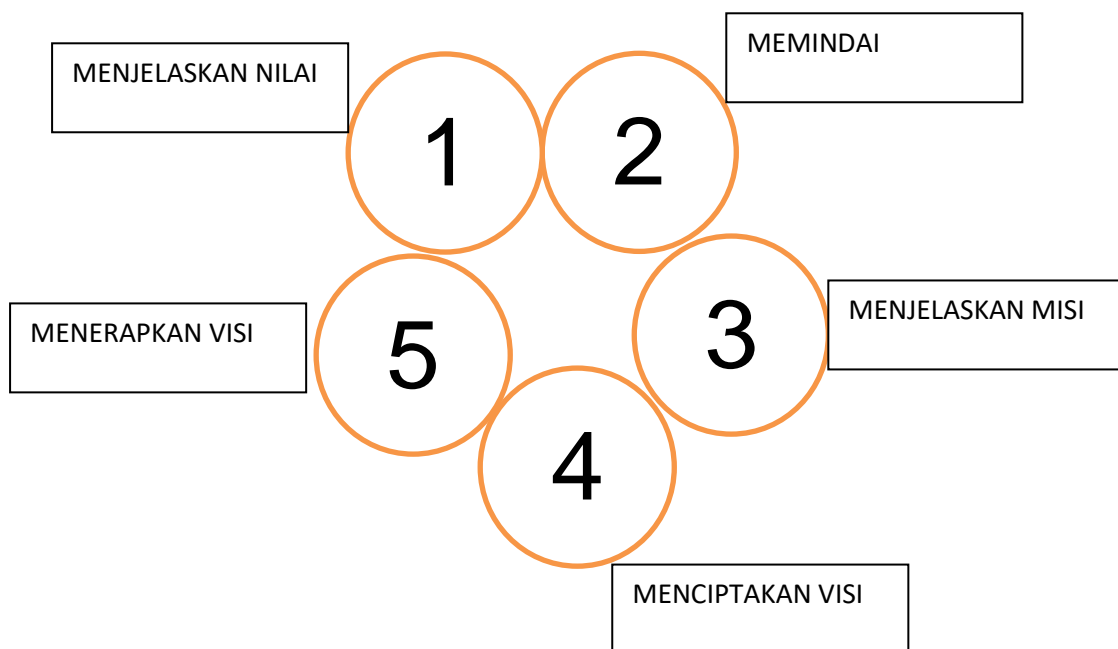 MENJELASKAN NILAI
1
MEMINDAI
2
MENJELASKAN MISI
3
MENCIPTAKAN VISI
4
MENERAPKAN VISI
5